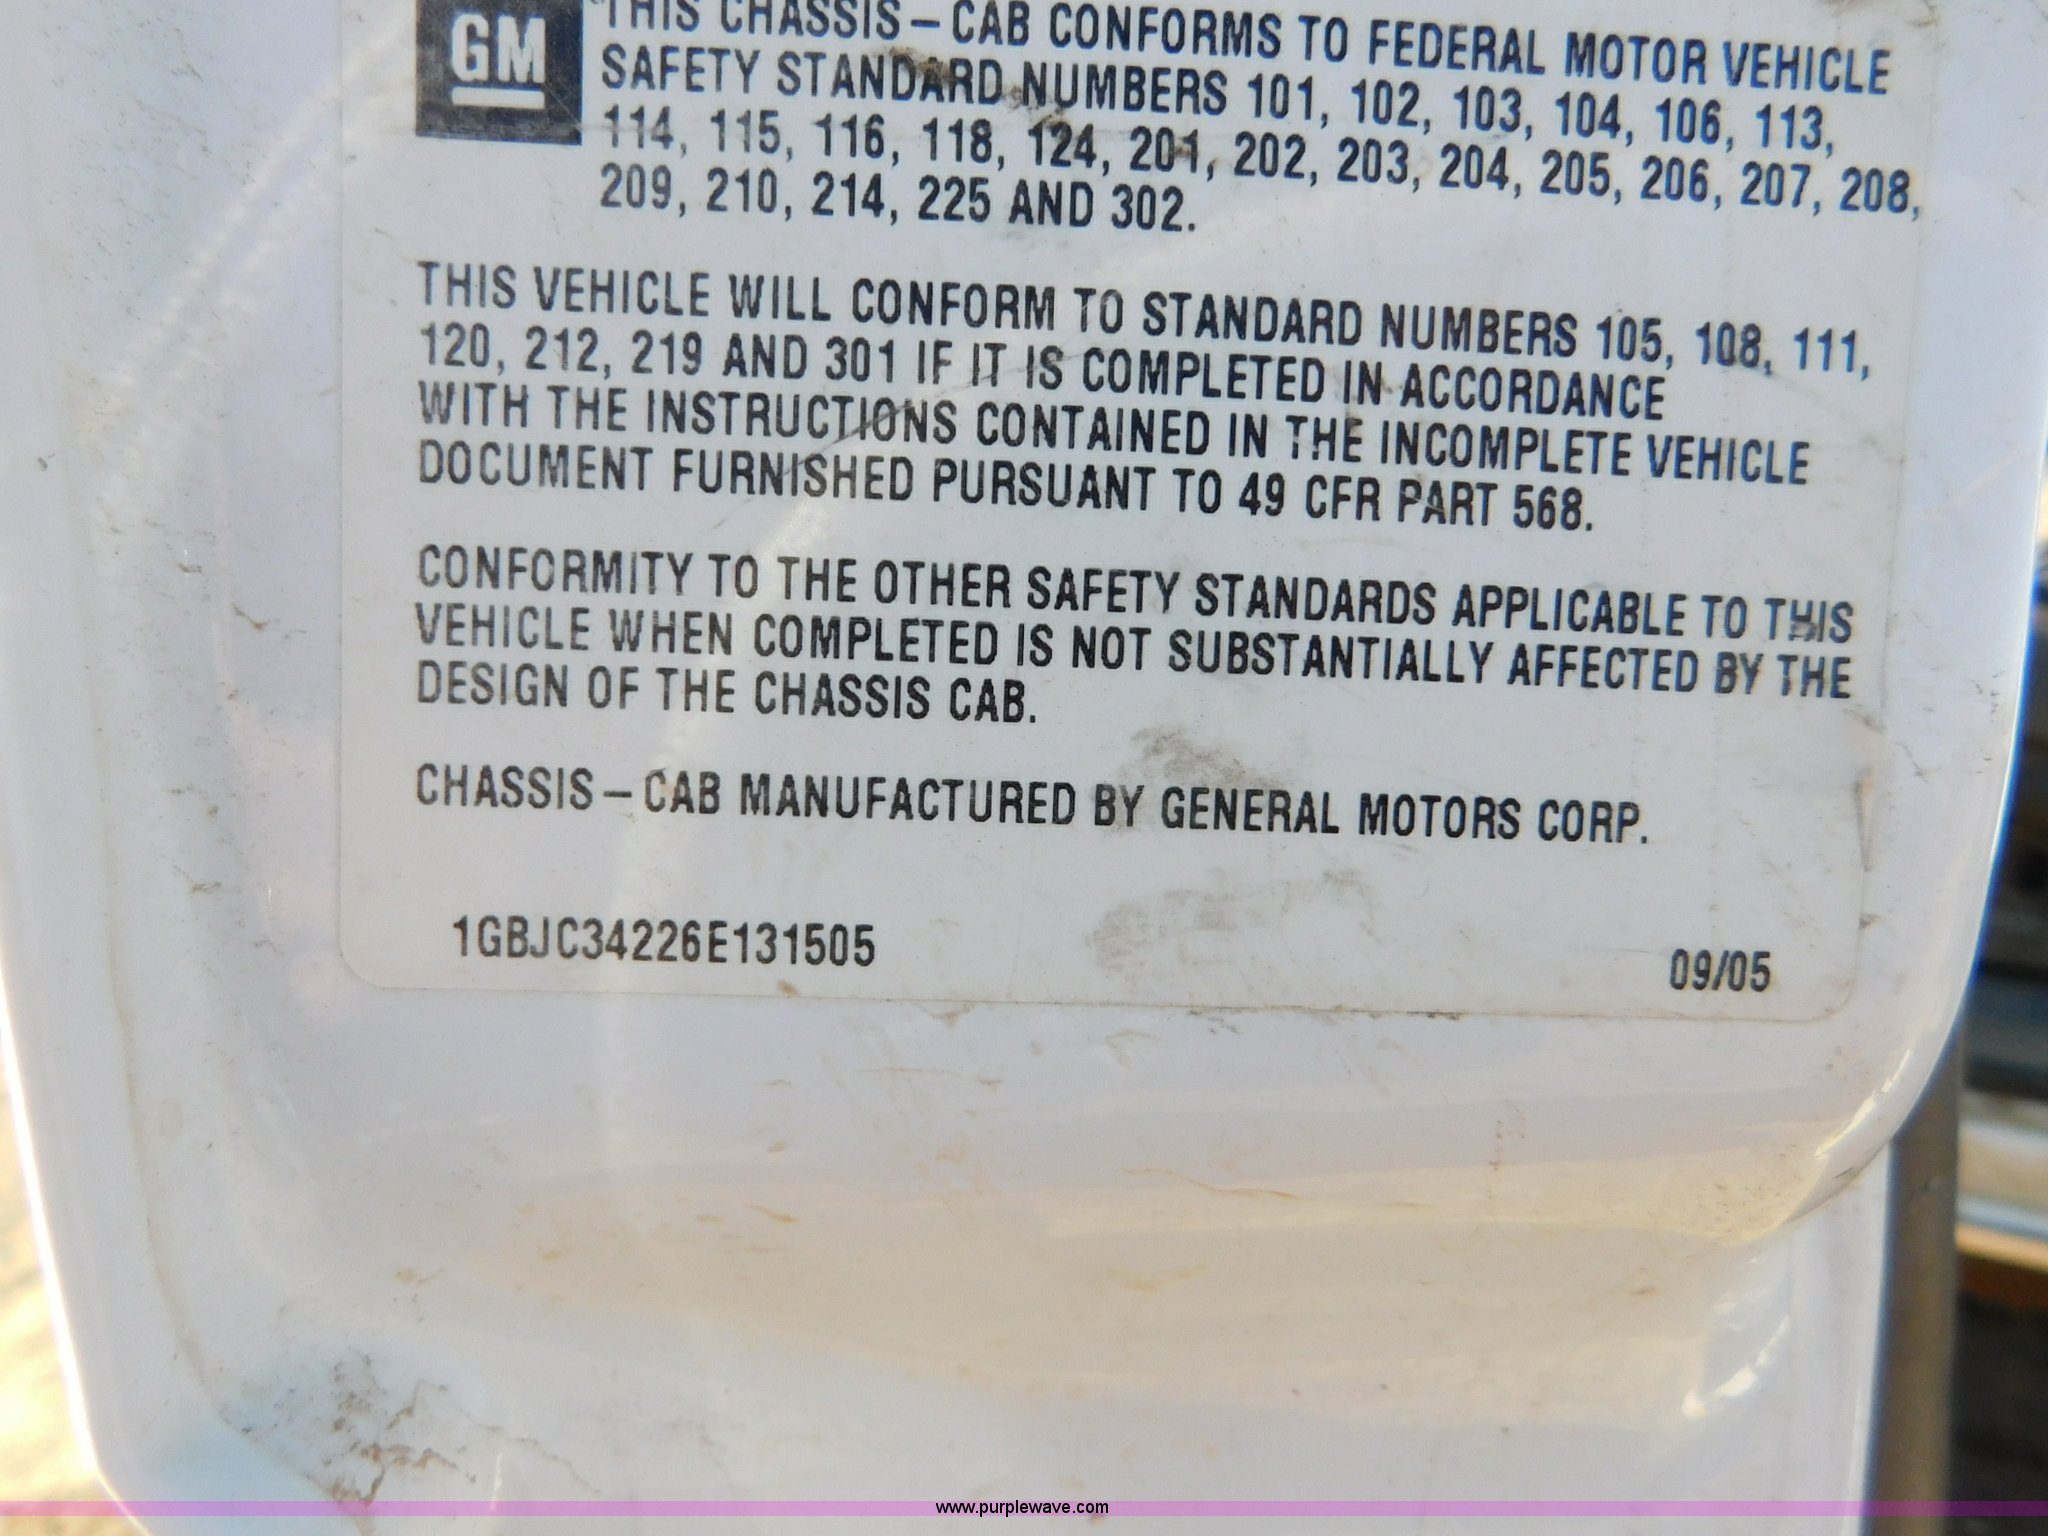 GM
THIS CHASSIS – CAB CONFORMS TO FEDERAL MOTOR VEHICLE
SAFETY STANDARD NUMBERS 101, 102, 103, 104, 106, 113,
114, 115, 116, 118, 124, 201, 202, 203, 204, 205, 206, 207, 208,
209, 210, 214, 225 AND 302.
THIS VEHICLE WILL CONFORM TO STANDARD NUMBERS 105, 108, 111,
120, 212, 219 AND 301 IF IT IS COMPLETED IN ACCORDANCE
WITH THE INSTRUCTIONS CONTAINED IN THE INCOMPLETE VEHICLE
DOCUMENT FURNISHED PURSUANT TO 49 CFR PART 568.
CONFORMITY TO THE OTHER SAFETY STANDARDS APPLICABLE TO THIS
VEHICLE WHEN COMPLETED IS NOT SUBSTANTIALLY AFFECTED BY THE
DESIGN OF THE CHASSIS CAB.
CHASSIS – CAB MANUFACTURED BY GENERAL MOTORS CORP.
1GBJC34226E131505 09/05
www.purplewave.com